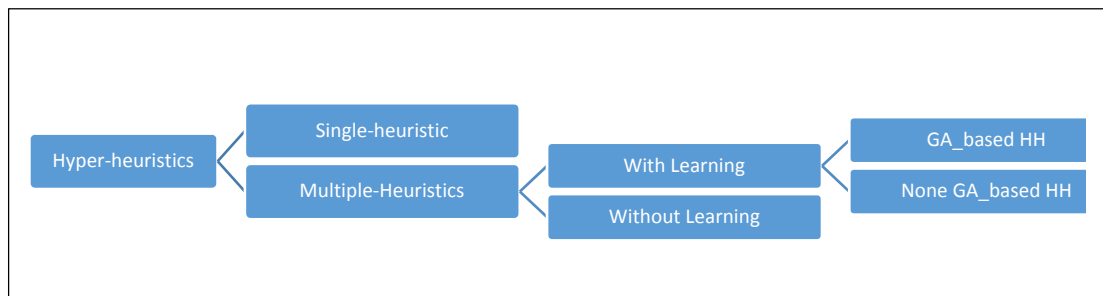 Hyper-heuristics
Single-heuristic
Multiple-Heuristics
With Learning
Without Learning
GA_based HH
None GA_based HH